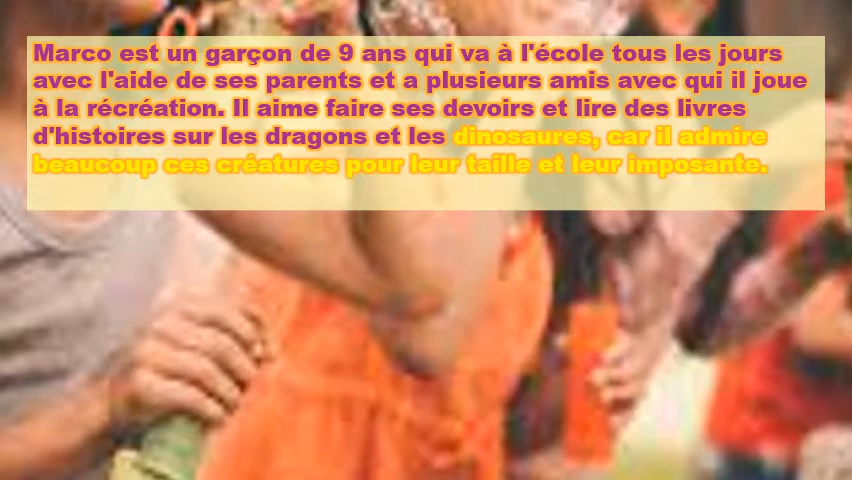 Marco est un garçon de 9 ans qui va à l'école tous les jours
avec l'aide de ses parents et a plusieurs amis avec qui il joue
à la récréation. Il aime faire ses devoirs et lire des livres
d'histoires sur les dragons et les dinosaures, car il admire
beaucoup ces créatures pour leur taille et leur imposante.